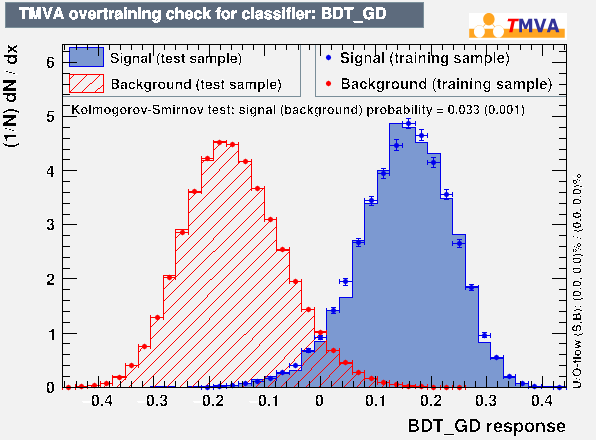 TMVA overtraining check for classifier: BDT_GD
TMVA
Signal (test sample)
Background (test sample)
Signal (training sample)
Background (training sample)
Kolmogorov-Smirnov test: signal (background) probability = 0.033 (0.001)
(1/N) dN / dx
6
5
4
3
2
1
0
-0.4 -0.3 -0.2 -0.1 0 0.1 0.2 0.3 0.4
BDT_GD response
U/O-flow (S,B): (0.0, 0.0)% / (0.0, 0.0)%